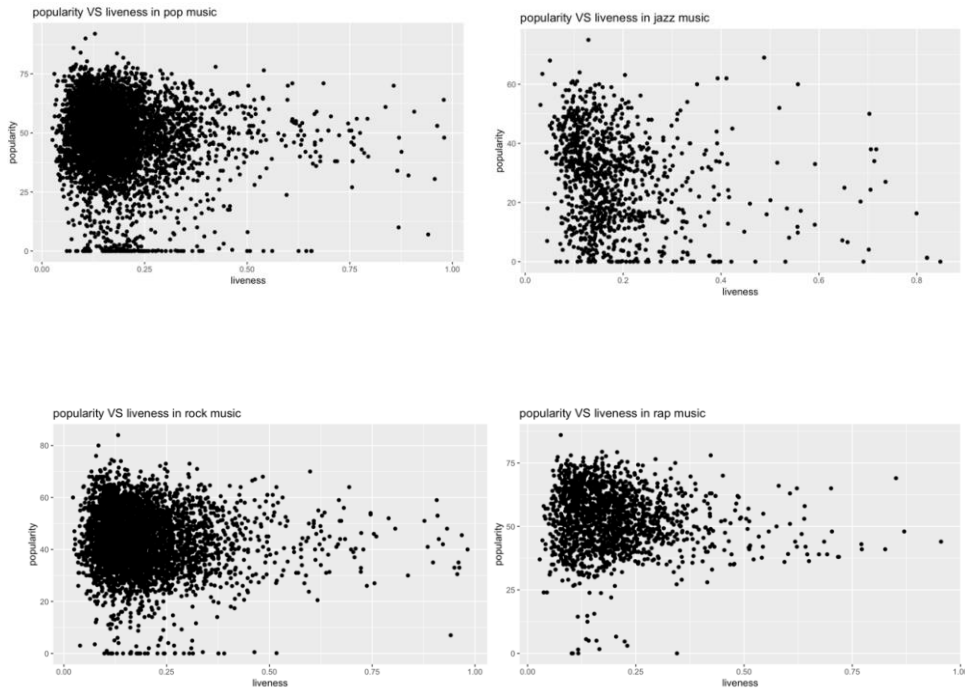 popularity VS liveness in pop music
popularity
75
50
25
0
0.00 0.25 0.50 0.75 1.00
liveness
popularity VS liveness in jazz music
popularity
60
40
20
0
0.0 0.2 0.4 0.6 0.8
liveness
popularity VS liveness in rock music
popularity
80
60
40
20
0
0.00 0.25 0.50 0.75 1.00
liveness
popularity VS liveness in rap music
popularity
75
50
25
0
0.00 0.25 0.50 0.75 1.00
liveness